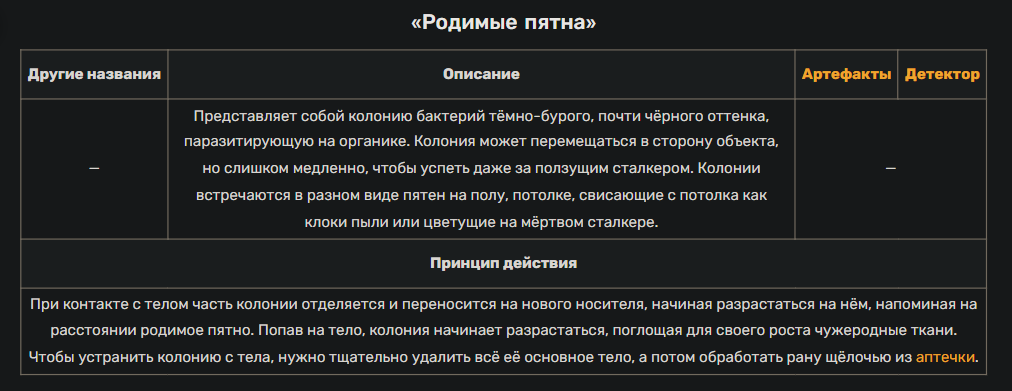 «Родимые пятна»
Другие названия
Описание
Артефакты
Детектор
—
Представляет собой колонию бактерий тёмно-бурого, почти чёрного оттенка,
паразитирующую на органике. Колония может перемещаться в сторону объекта,
но слишком медленно, чтобы успеть даже за ползущим сталкером. Колонии
встречаются в разном виде пятен на полу, потолке, свисающие с потолка как
клоки пыли или цветущие на мёртвом сталкере.
—
Принцип действия
При контакте с телом часть колонии отделяется и переносится на нового носителя, начиная разрастаться на нём, напоминая на
расстоянии родимое пятно. Попав на тело, колония начинает разрастаться, поглощая для своего роста чужеродные ткани.
Чтобы устранить колонию с тела, нужно тщательно удалить всё её основное тело, а потом обработать рану щёлочью из аптечки.